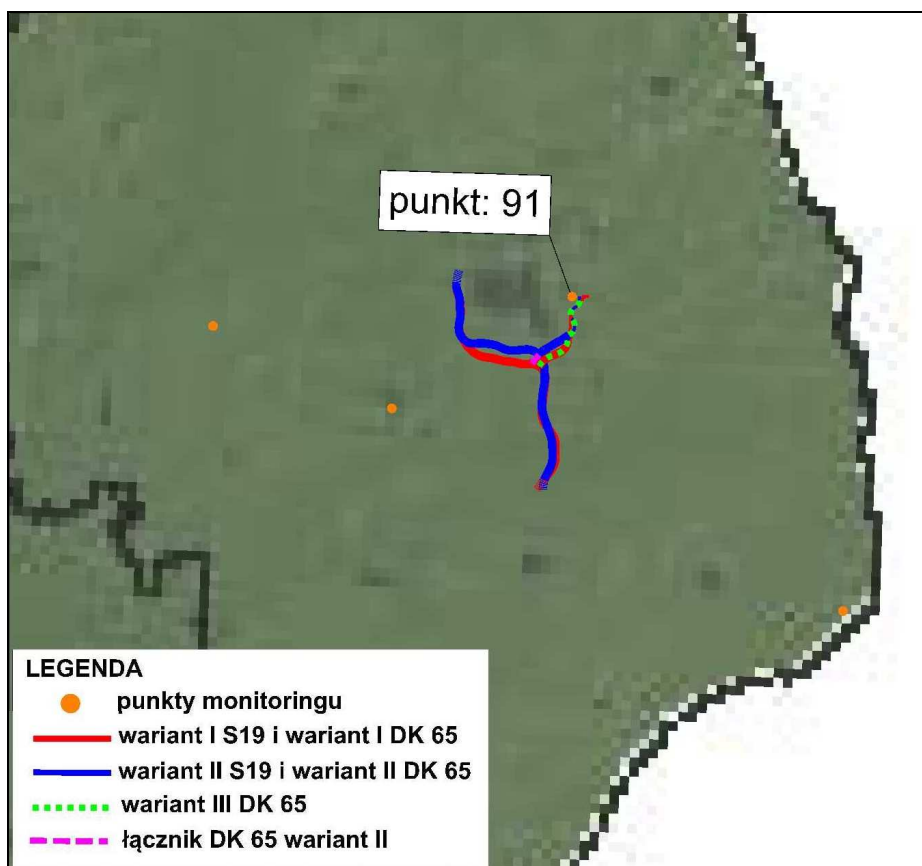 punkt: 91
LEGENDA
punkty monitoringu
wariant I S19 i wariant I DK 65
wariant II S19 i wariant II DK 65
wariant III DK 65
łącznik DK 65 wariant II